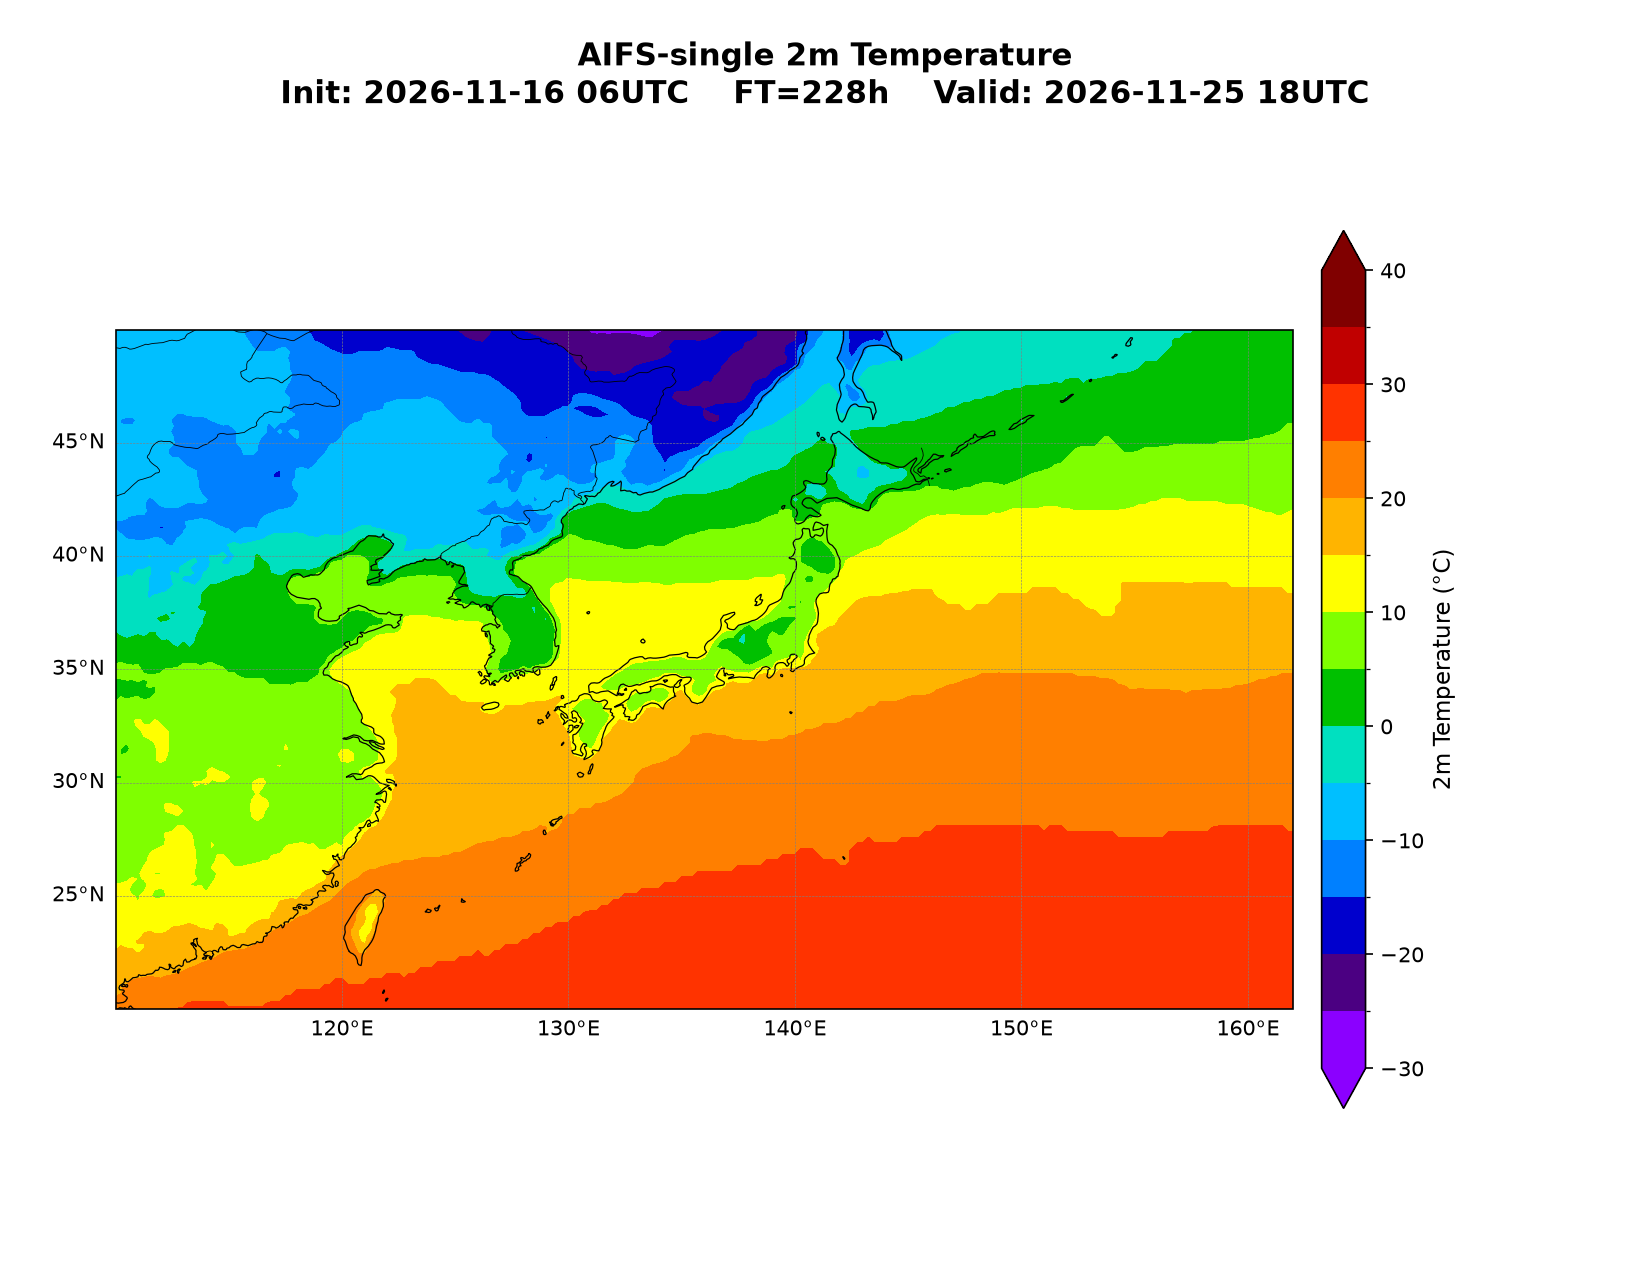 AIFS-single 2m Temperature
Init: 2026-11-16 06UTC    FT=228h    Valid: 2026-11-25 18UTC
45°N
40°N
35°N
30°N
25°N
120°E
130°E
140°E
150°E
160°E
40
30
20
10
0
−10
−20
−30
2m Temperature (°C)